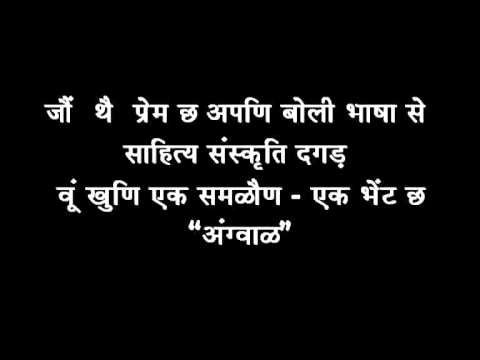 जौं थै प्रेम छ अपणि बोली भाषा से
साहित्य संस्कृति दगड़
वूं खुणि एक समळौण - एक भेंट छ
“अंग्वाळ”